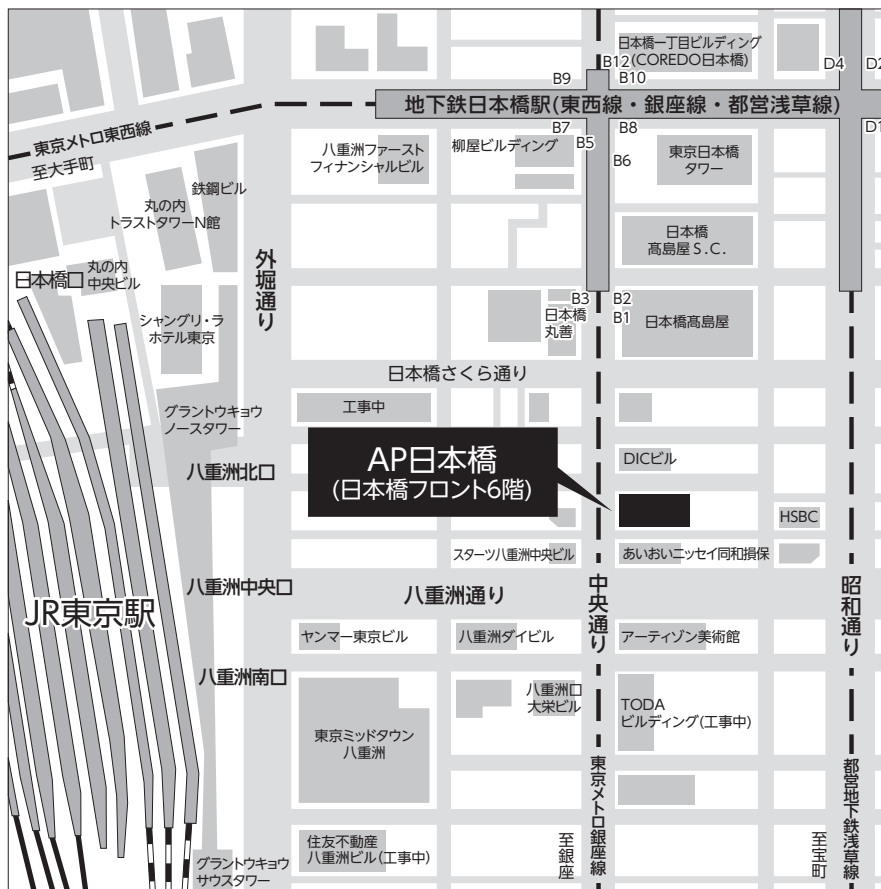 日本橋一丁目ビルディング
(COREDO日本橋)
B12
D4
D2
B9
B10
地下鉄日本橋駅(東西線・銀座線・都営浅草線)
B7
B8
D1
B5
B6
東京メトロ東西線
至大手町
八重洲ファースト
フィナンシャルビル
柳屋ビルディング
東京日本橋
タワー
鉄鋼ビル
丸の内
トラストタワーN館
日本橋
髙島屋 S.C.
外堀通り
日本橋口
丸の内
中央ビル
シャングリ・ラ
ホテル東京
B3
B2
B1
日本橋
丸善
日本橋髙島屋
日本橋さくら通り
グラントウキョウ
ノースタワー
工事中
八重洲北口
AP日本橋
(日本橋フロント6階)
DICビル
HSBC
スターツ八重洲中央ビル
あいおいニッセイ同和損保
八重洲中央口
八重洲通り
中央通り
昭和通り
JR東京駅
ヤンマー東京ビル
八重洲ダイビル
アーティゾン美術館
八重洲南口
八重洲口
大栄ビル
TODA
ビルディング(工事中)
東京ミッドタウン
八重洲
東京メトロ銀座線
都営地下鉄浅草線
至銀座
至宝町
住友不動産
八重洲ビル(工事中)
グラントウキョウ
サウスタワー